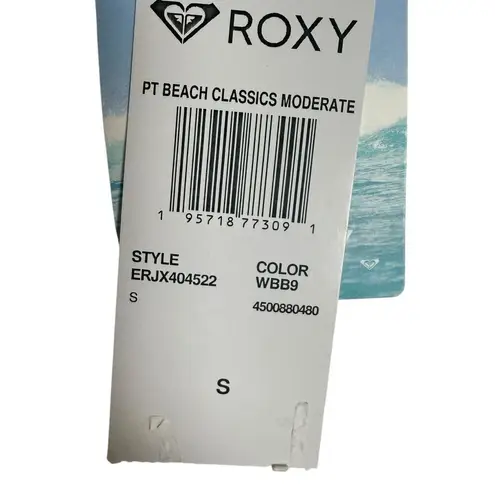 ROXY
PT BEACH CLASSICS MODERATE
1 95718 77309 1
STYLE COLOR
ERJX404522 WBB9
S 4500880480
S